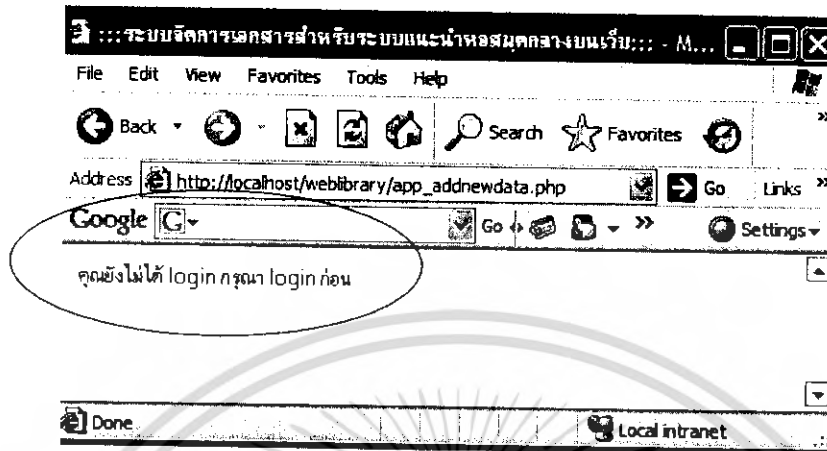 :::ระบบจัดการเอกสารสำหรับระบบแนะนำหอสมุดกลางบนเว็บ::: - M...
File Edit View Favorites Tools Help
Back Search Favorites »
Address http://localhost/weblibrary/app_addnewdata.php Go Links »
Google G Go » Settings
คุณยังไม่ได้ login กรุณา login ก่อน
Done Local intranet